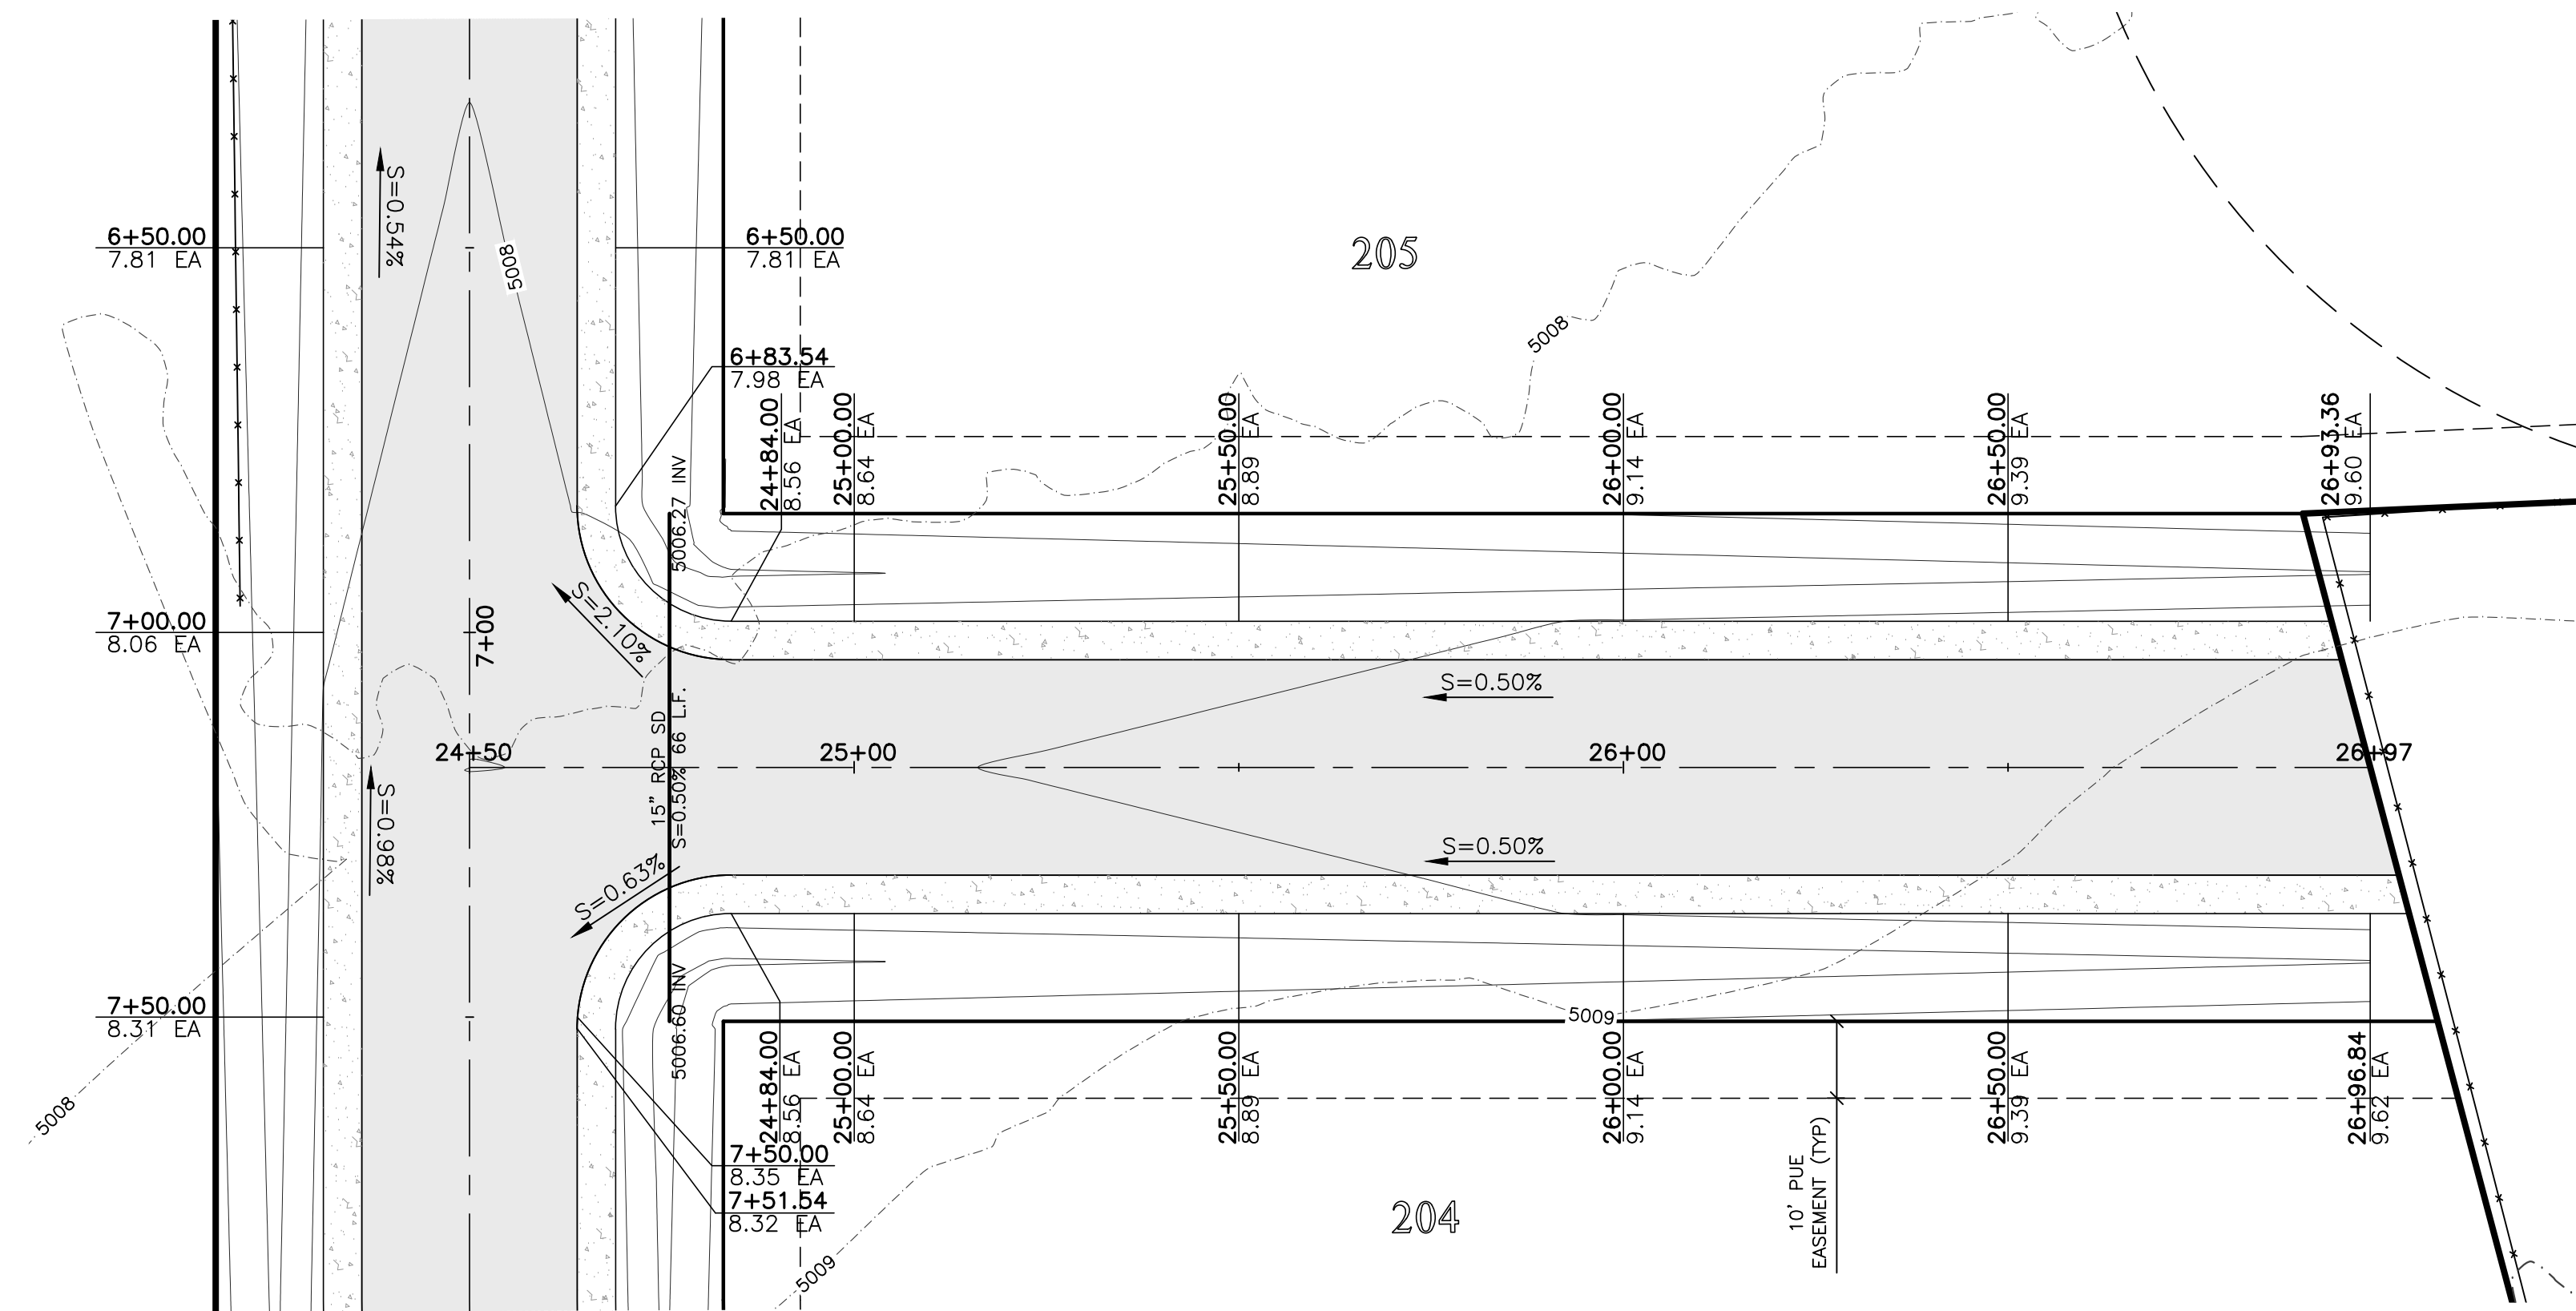 S=0.54%
6+50.00
7.81 EA
5008
6+50.00
7.81 EA
205
5008
6+83.54
7.98 EA
24+84.00
8.56 EA
25+00.00
8.64 EA
25+50.00
8.89 EA
26+00.00
9.14 EA
26+50.00
9.39 EA
26+93.36
9.60 EA
5006.27 INV
7+00.00
8.06 EA
7+00
S=2.10%
S=0.50%
15" RCP SD
S=0.50% 66 L.F.
24+50
25+00
26+00
26+97
S=0.98%
S=0.63%
S=0.50%
7+50.00
8.31 EA
5006.60 INV
5009
24+84.00
8.56 EA
25+00.00
8.64 EA
25+50.00
8.89 EA
26+00.00
9.14 EA
26+50.00
9.39 EA
26+96.84
9.62 EA
5008
7+50.00
8.35 EA
7+51.54
8.32 EA
204
10' PUE
EASEMENT (TYP)
5009